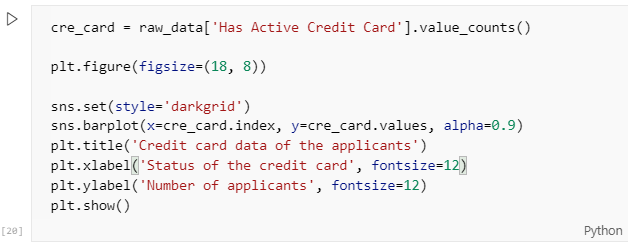 cre_card = raw_data['Has Active Credit Card'].value_counts()
plt.figure(figsize=(18, 8))
sns.set(style='darkgrid')
sns.barplot(x=cre_card.index, y=cre_card.values, alpha=0.9)
plt.title('Credit card data of the applicants')
plt.xlabel('Status of the credit card', fontsize=12)
plt.ylabel('Number of applicants', fontsize=12)
plt.show()
[20]
Python